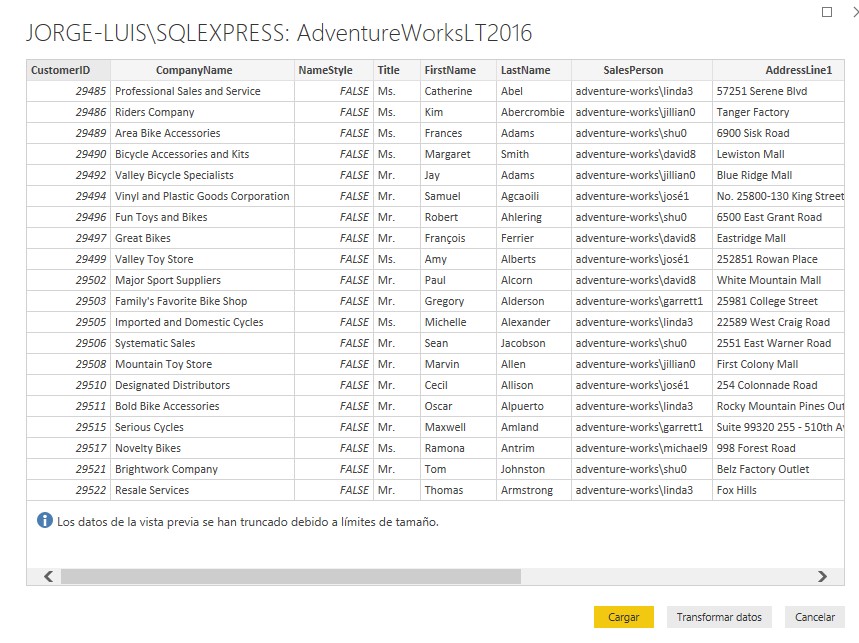 JORGE-LUIS\SQLEXPRESS: AdventureWorksLT2016
CustomerID CompanyName NameStyle Title FirstName LastName SalesPerson AddressLine1
29485 Professional Sales and Service FALSE Ms. Catherine Abel adventure-works\linda3 57251 Serene Blvd
29486 Riders Company FALSE Ms. Kim Abercrombie adventure-works\jillian0 Tanger Factory
29489 Area Bike Accessories FALSE Ms. Frances Adams adventure-works\shu0 6900 Sisk Road
29490 Bicycle Accessories and Kits FALSE Ms. Margaret Smith adventure-works\david8 Lewiston Mall
29492 Valley Bicycle Specialists FALSE Mr. Jay Adams adventure-works\jillian0 Blue Ridge Mall
29494 Vinyl and Plastic Goods Corporation FALSE Mr. Samuel Agcaoili adventure-works\josé1 No. 25800-130 King Street
29496 Fun Toys and Bikes FALSE Mr. Robert Ahlering adventure-works\shu0 6500 East Grant Road
29497 Great Bikes FALSE Mr. François Ferrier adventure-works\david8 Eastridge Mall
29499 Valley Toy Store FALSE Ms. Amy Alberts adventure-works\josé1 252851 Rowan Place
29502 Major Sport Suppliers FALSE Mr. Paul Alcorn adventure-works\david8 White Mountain Mall
29503 Family's Favorite Bike Shop FALSE Mr. Gregory Alderson adventure-works\garrett1 25981 College Street
29505 Imported and Domestic Cycles FALSE Ms. Michelle Alexander adventure-works\linda3 22589 West Craig Road
29506 Systematic Sales FALSE Mr. Sean Jacobson adventure-works\shu0 2551 East Warner Road
29508 Mountain Toy Store FALSE Mr. Marvin Allen adventure-works\jillian0 First Colony Mall
29510 Designated Distributors FALSE Mr. Cecil Allison adventure-works\josé1 254 Colonnade Road
29511 Bold Bike Accessories FALSE Mr. Oscar Alpuerto adventure-works\linda3 Rocky Mountain Pines Out
29515 Serious Cycles FALSE Mr. Maxwell Amland adventure-works\garrett1 Suite 99320 255 - 510th A
29517 Novelty Bikes FALSE Ms. Ramona Antrim adventure-works\michael9 998 Forest Road
29521 Brightwork Company FALSE Mr. Tom Johnston adventure-works\shu0 Belz Factory Outlet
29522 Resale Services FALSE Mr. Thomas Armstrong adventure-works\linda3 Fox Hills
Los datos de la vista previa se han truncado debido a límites de tamaño.
Cargar Transformar datos Cancelar